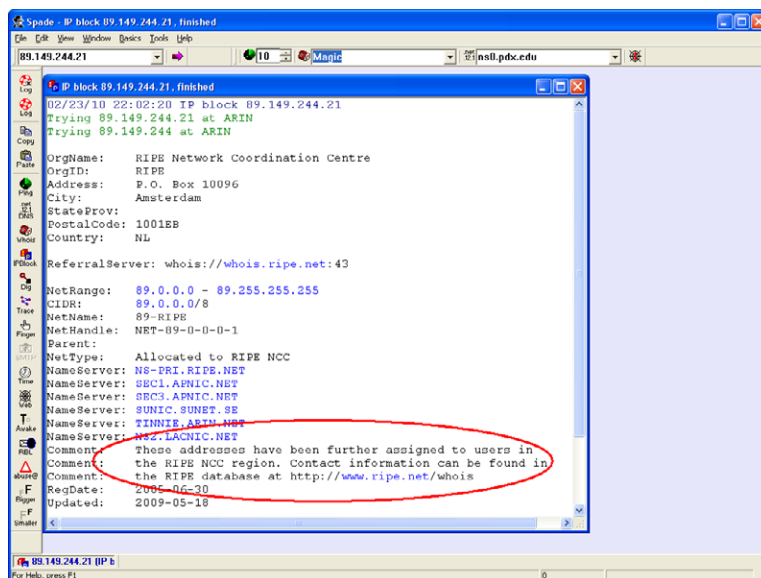 Spade - IP block 89.149.244.21, finished
File Edit View Window Basics Tools Help
89.149.244.21 10 Magic ns0.pdx.edu
IP block 89.149.244.21, finished
02/23/10 22:02:20 IP block 89.149.244.21
Trying 89.149.244.21 at ARIN
Trying 89.149.244 at ARIN
OrgName: RIPE Network Coordination Centre
OrgID: RIPE
Address: P.O. Box 10096
City: Amsterdam
StateProv:
PostalCode: 1001EB
Country: NL
ReferralServer: whois://whois.ripe.net:43
NetRange: 89.0.0.0 - 89.255.255.255
CIDR: 89.0.0.0/8
NetName: 89-RIPE
NetHandle: NET-89-0-0-0-1
Parent:
NetType: Allocated to RIPE NCC
NameServer: NS-PRI.RIPE.NET
NameServer: SEC1.APNIC.NET
NameServer: SEC3.APNIC.NET
NameServer: SUNIC.SUNET.SE
NameServer: TINNIE.ARIN.NET
NameServer: NS2.LACNIC.NET
Comment: These addresses have been further assigned to users in
Comment: the RIPE NCC region. Contact information can be found in
Comment: the RIPE database at http://www.ripe.net/whois
RegDate: 2005-06-30
Updated: 2009-05-18
Log
Log
Copy
Paste
Ping
DNS
Whois
IPBlock
Dig
Trace
Finger
SMTP
Time
Web
Awake
RBL
abuse@
Bigger
Smaller
89.149.244.21 (IP b
For Help, press F1
0